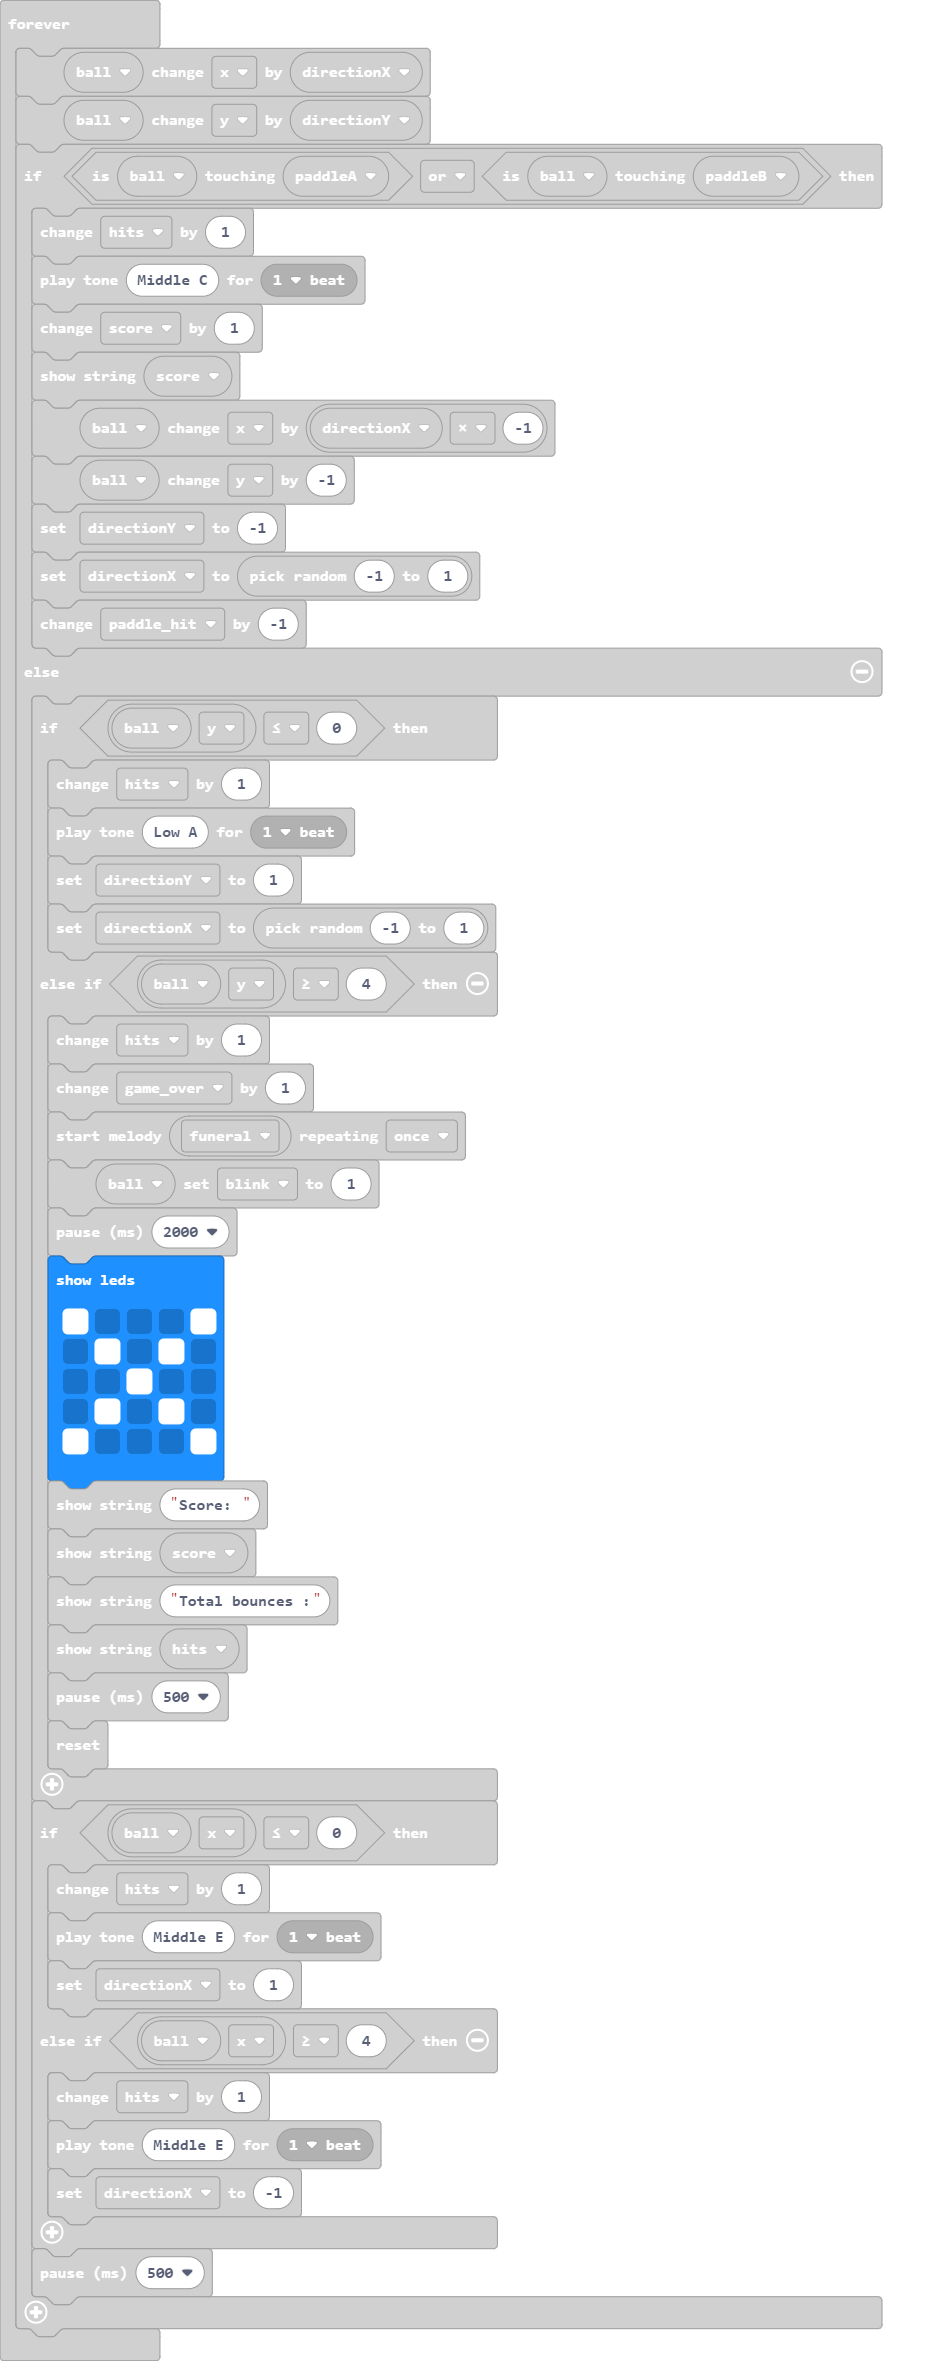 forever
ball change x by directionX
ball change y by directionY
if is ball touching paddleA or is ball touching paddleB then
change hits by 1
play tone Middle C for 1 beat
change score by 1
show string score
ball change x by directionX × -1
ball change y by -1
set directionY to -1
set directionX to pick random -1 to 1
change paddle_hit by -1
else
if ball y ≤ 0 then
change hits by 1
play tone Low A for 1 beat
set directionY to 1
set directionX to pick random -1 to 1
else if ball y ≥ 4 then
change hits by 1
change game_over by 1
start melody funeral repeating once
ball set blink to 1
pause (ms) 2000
show leds
show string "Score: "
show string score
show string "Total bounces :"
show string hits
pause (ms) 500
reset
if ball x ≤ 0 then
change hits by 1
play tone Middle E for 1 beat
set directionX to 1
else if ball x ≥ 4 then
change hits by 1
play tone Middle E for 1 beat
set directionX to -1
pause (ms) 500